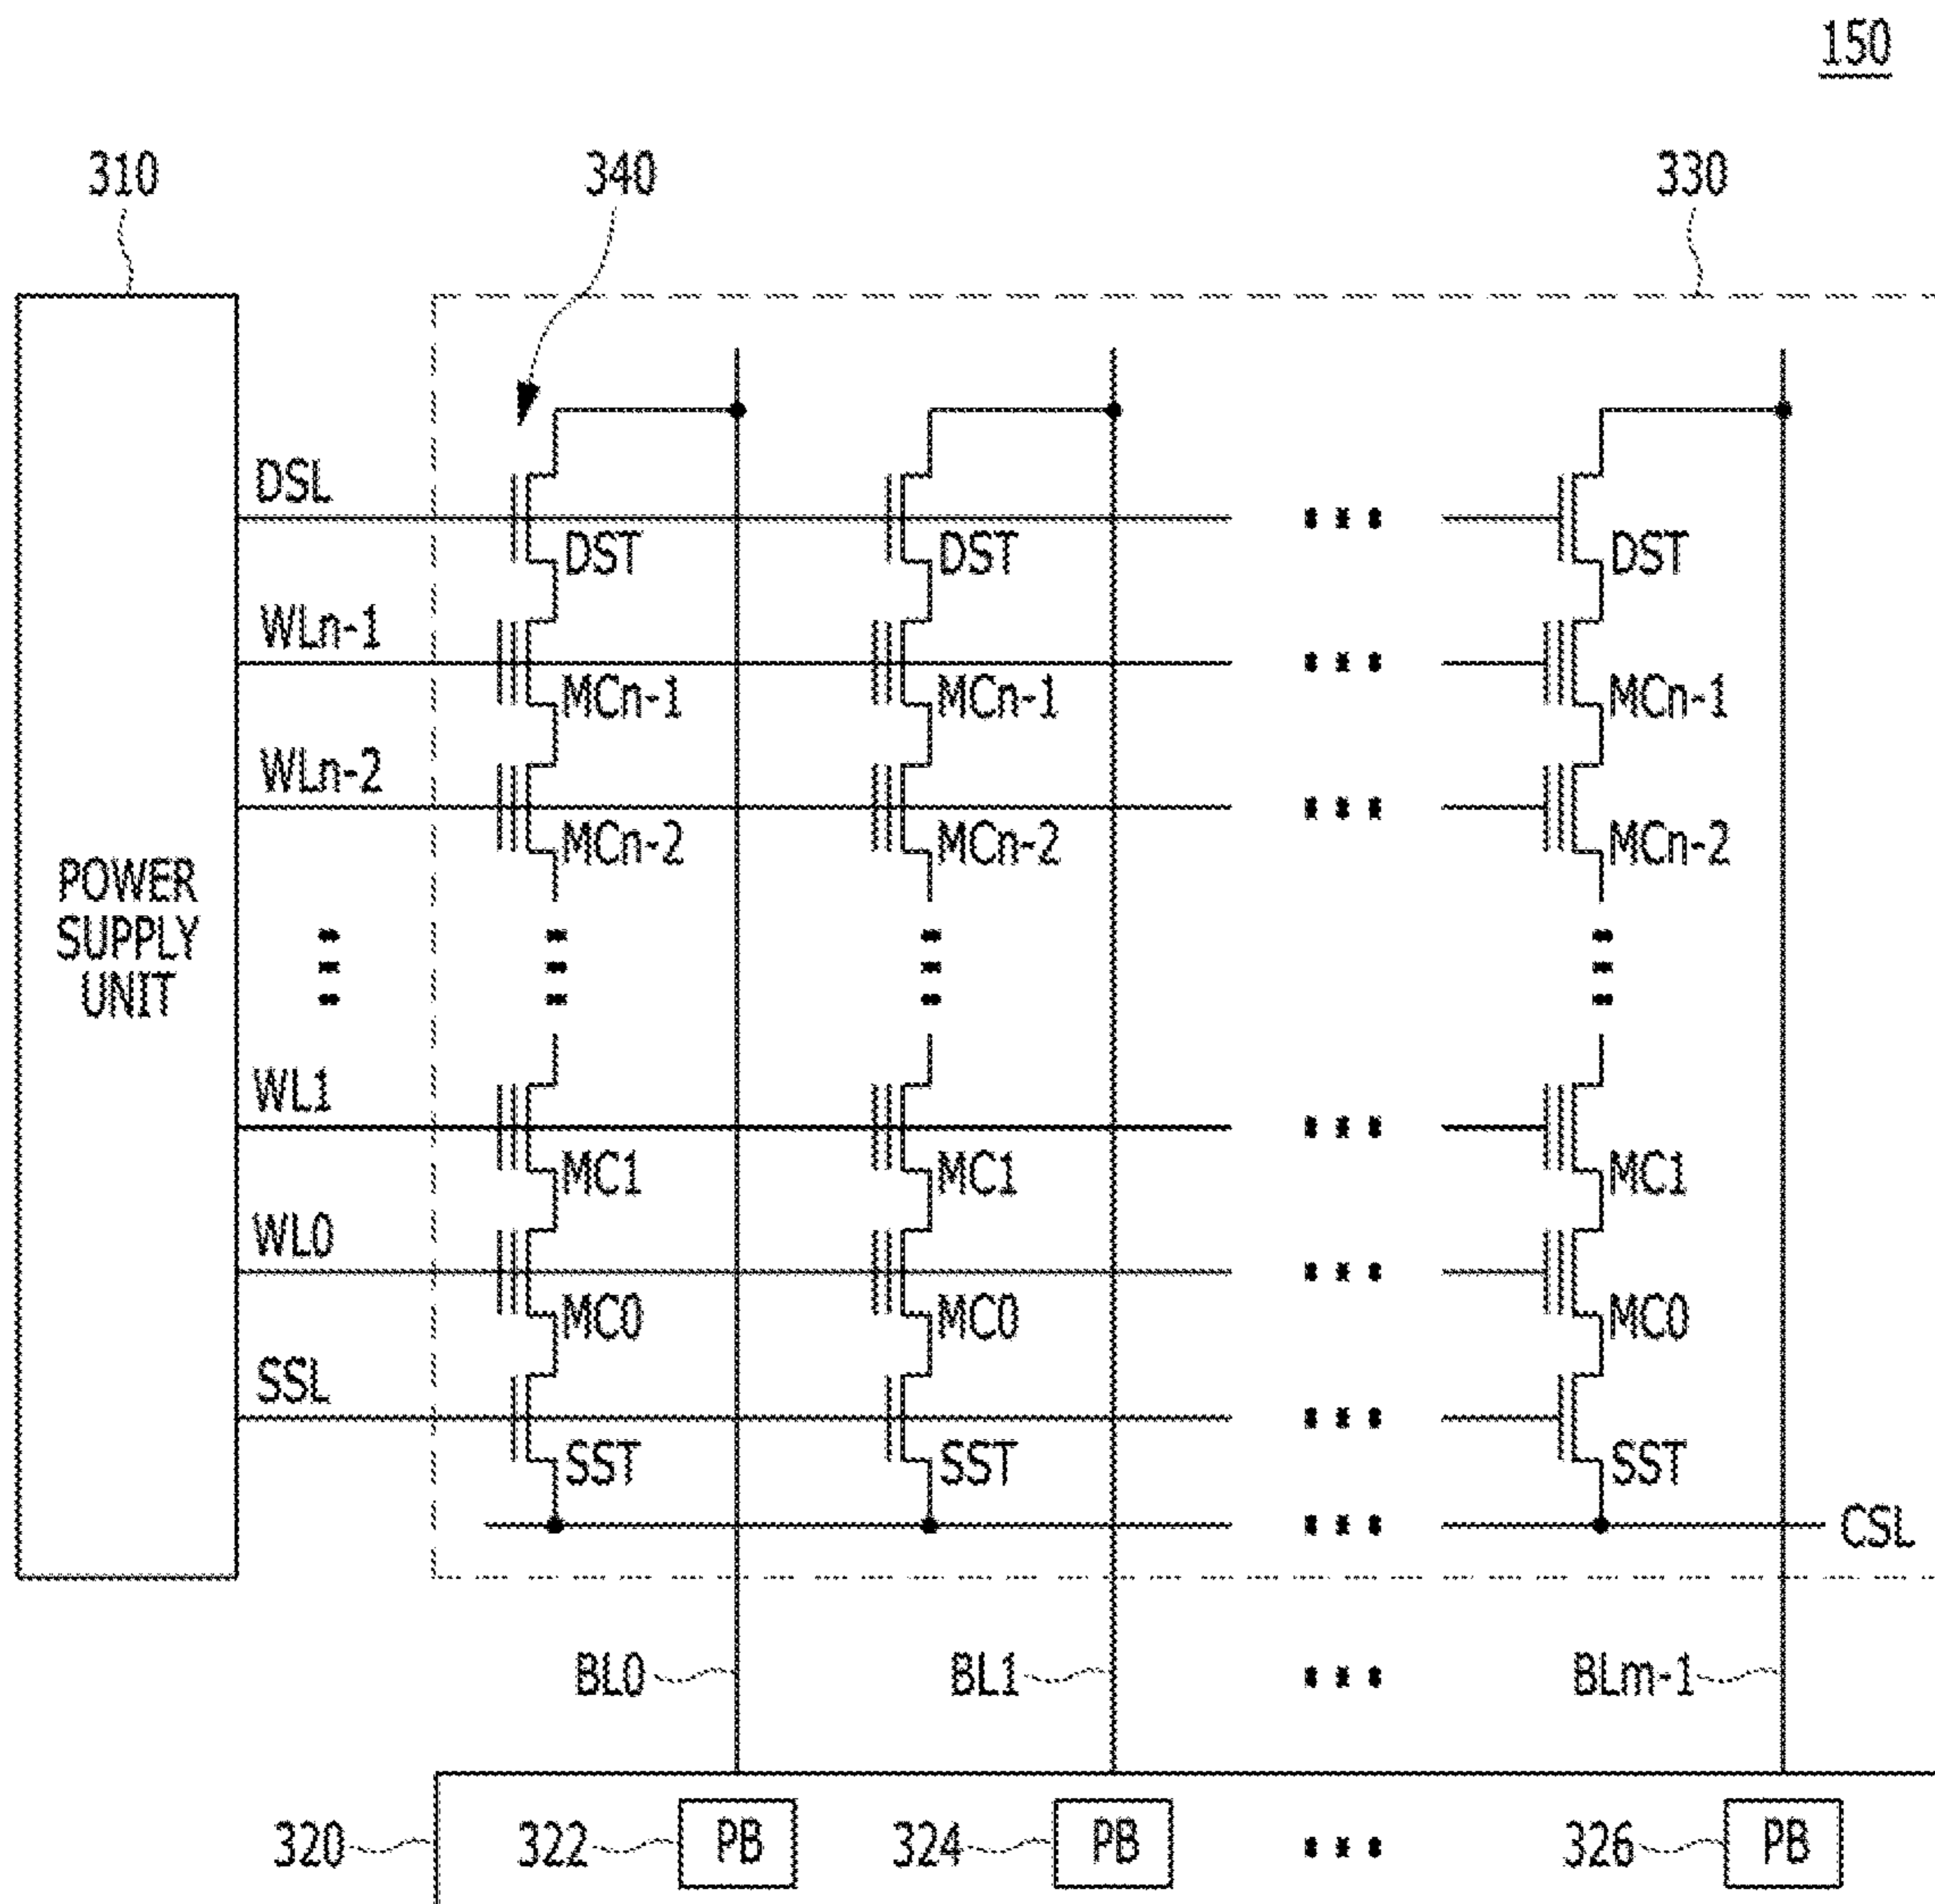 150
310
340
330
DSL
DST DST DST
WLn-1
MCn-1 MCn-1 MCn-1
WLn-2
MCn-2 MCn-2 MCn-2
POWER
SUPPLY
UNIT
WL1
MC1 MC1 MC1
WL0
MC0 MC0 MC0
SSL
SST SST SST
CSL
BL0 BL1 BLm-1
320 322 PB 324 PB 326 PB